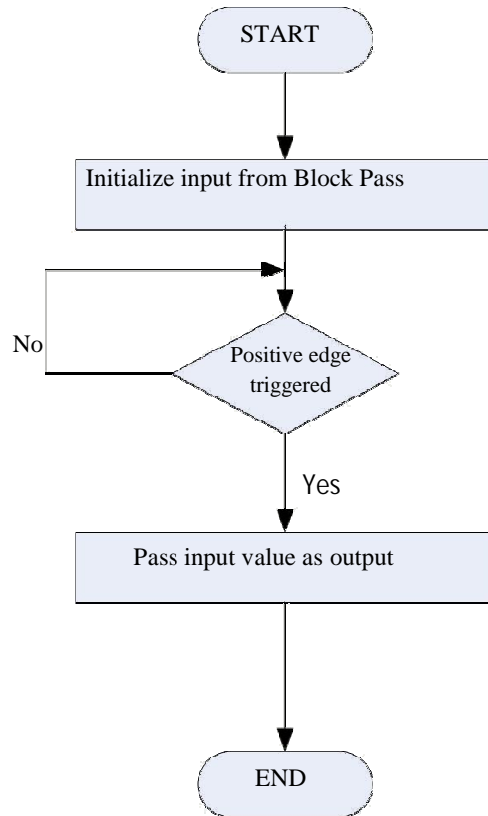 START
Initialize input from Block Pass
No
Positive edge
triggered
Yes
Pass input value as output
END